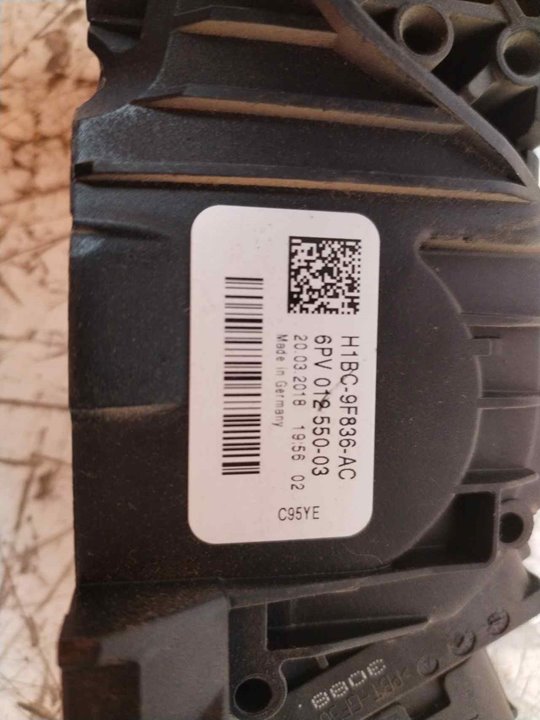 H1BC-9F836-AC
6PV 012 550-03
20.03.2018 19:56 02
Made in Germany
C95YE